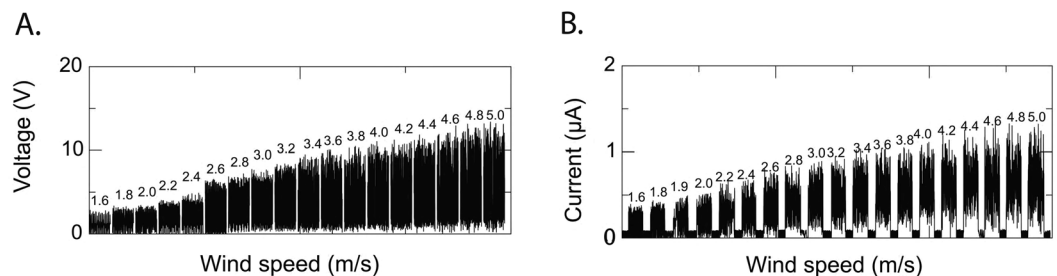 A.
Voltage (V)
20
10
0
1.6 1.8 2.0 2.2 2.4 2.6 2.8 3.0 3.2 3.4 3.6 3.8 4.0 4.2 4.4 4.6 4.8 5.0
Wind speed (m/s)
B.
Current (µA)
2
1
0
1.6 1.8 1.9 2.0 2.2 2.4 2.6 2.8 3.0 3.2 3.4 3.6 3.8 4.0 4.2 4.4 4.6 4.8 5.0
Wind speed (m/s)